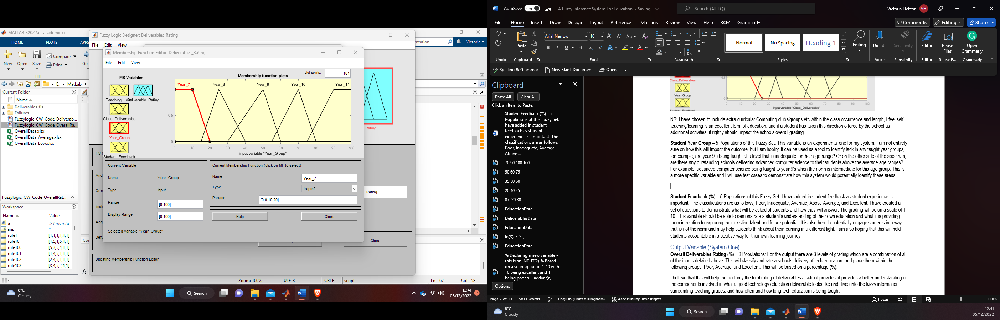 MATLAB R2022a - academic use
HOME
PLOTS
APPS
Victoria
New
Open
Save
Compare
Print
Go
FILE
E:
MatLab
Current Folder
Name
Deliverables_fis
Failures
Fuzzylogic_CW_Code_Deliverab...
Fuzzylogic_CW_Code_OverallRa...
OverallData.xlsx
OverallData_Average.xlsx
OverallData_Low.xlsx
Fuzzylogic_CW_Code_OverallRat...
Workspace
Name
Value
a
1x1 mamfis
ans
''
rule1
[1,1,1,1,1,1]
rule10
[1,5,1,5,1,1]
rule100
[5,3,5,4,1,1]
rule101
[1,4,5,1,1,1]
rule102
[2,4,5,1,1,1]
rule103
[3,4,5,2,1,1]
Fuzzy Logic Designer: Deliverables_Rating
File
Edit
View
Membership Function Editor: Deliverables_Rating
File
Edit
View
FIS Variables
Teaching_Level
Deliverable_Rating
Class_Deliverables
Year_Group
Student_Feedback
Membership function plots
plot points:
181
Year_7
Year_8
Year_9
Year_10
Year_11
1
0.5
0
0
10
20
30
40
50
60
70
80
90
100
input variable "Year_Group"
Current Variable
Name
Year_Group
Type
input
Range
[0 100]
Display Range
[0 100]
Current Membership Function (click on MF to select)
Name
Year_7
Type
trapmf
Params
[0 0 10 20]
Help
Close
Selected variable "Year_Group"
_Rating
_Rating
Close
Updating Membership Function Editor
Zoom: 100%
UTF-8
CRLF
script
Ln 67
Col 58
8°C
Cloudy
Search
12:41
05/12/2022
2
AutoSave
On
A Fuzzy Inference System For Education • Saving...
Search (Alt+Q)
Victoria Hektor
VH
File
Home
Insert
Draw
Design
Layout
References
Mailings
Review
View
Help
RCM
Grammarly
Comments
Editing
Share
Undo
Paste
Clipboard
Arial Narrow
10
Font
Paragraph
Normal
No Spacing
Heading 1
Styles
Editing
Dictate
Voice
Sensitivity
Sensitivity
Editor
Editor
Reuse
Files
Reuse F...
Open
Grammarly
Grammarly
Spelling & Grammar
New Blank Document
Open
Clipboard
Paste All
Clear All
Click an Item to Paste:
Student Feedback (%) – 5
Populations of this Fuzzy Set: I
have added in student
feedback as student
experience is important. The
classifications are as follows;
Poor, Inadequate, Average,
Above ...
70 90 100 100
50 60 75
35 50 60
20 40 45
0 0 20 30
EducationData
DeliverablesData
EducationData
In(3) %.2f,
EducationData
% Declaring a new variable -
this is an INPUT(2) % Based
on a scoring out of 1-10 with
10 being excellent and 1
being poor a = addvar(a,
Options
Class_Deliverables
Year_Group
Student_Feedback
0.5
0
0
10
20
30
40
50
60
70
80
90
100
input variable "Class_Deliverables"
NB: I have chosen to include extra-curricular Computing clubs/groups etc within the class occurrence and length, I feel self-
teaching/learning is an excellent form of education, and if a student has taken this direction offered by the school as
additional activities, it rightly should impact the schools overall grading.
Student Year Group – 5 Populations of this Fuzzy Set: This variable is an experimental one for my system, I am not entirely
sure on how this will impact the outcome, but I am hoping it can be used as a tool to identify lack in any taught year groups,
for example, are year 9's being taught at a level that is inadequate for their age range? Or on the other side of the spectrum,
are there any outstanding schools delivering advanced computer science to their students above the average age ranges?
For example, advanced computer science being taught to year 9's when the norm is intermediate for this age group. This is
a more specific variable and I will use test cases to demonstrate how this system would potentially identify these areas.
Student Feedback (%) – 5 Populations of this Fuzzy Set: I have added in student feedback as student experience is
important. The classifications are as follows; Poor, Inadequate, Average, Above Average, and Excellent. I have created a
set of questions to demonstrate what will be asked of students and how they will answer. The grading will be on a scale of 1-
10. This variable should be able to demonstrate a student's understanding of their own education and what it is providing
them in relation to exploring their existing talent and future potential. It is also here to potentially engage students in a way
that is not the norm and may help students think about their learning in a different light, I am also hoping that this will hold
students accountable in a positive way for their own learning journey.
Output Variable (System One):
Overall Deliverables Rating (%) – 3 Populations: For the output there are 3 levels of grading which are a combination of all
of the inputs detailed above. This will classify and rate a schools delivery of tech education, and place them within the
following groups; Poor, Average, and Excellent. This will be based on a percentage (%).
I believe that this will help me to clarify the total rating of deliverables a school provides, it provides a better understanding of
the components involved in what a good technology education deliverable looks like and dives into the fuzzy information
surrounding teaching grades, and how often and how long tech education is being taught.
Page 7 of 13
5811 words
English (United Kingdom)
Accessibility: Investigate
Focus
110%
8°C
Cloudy
Search
12:41
05/12/2022